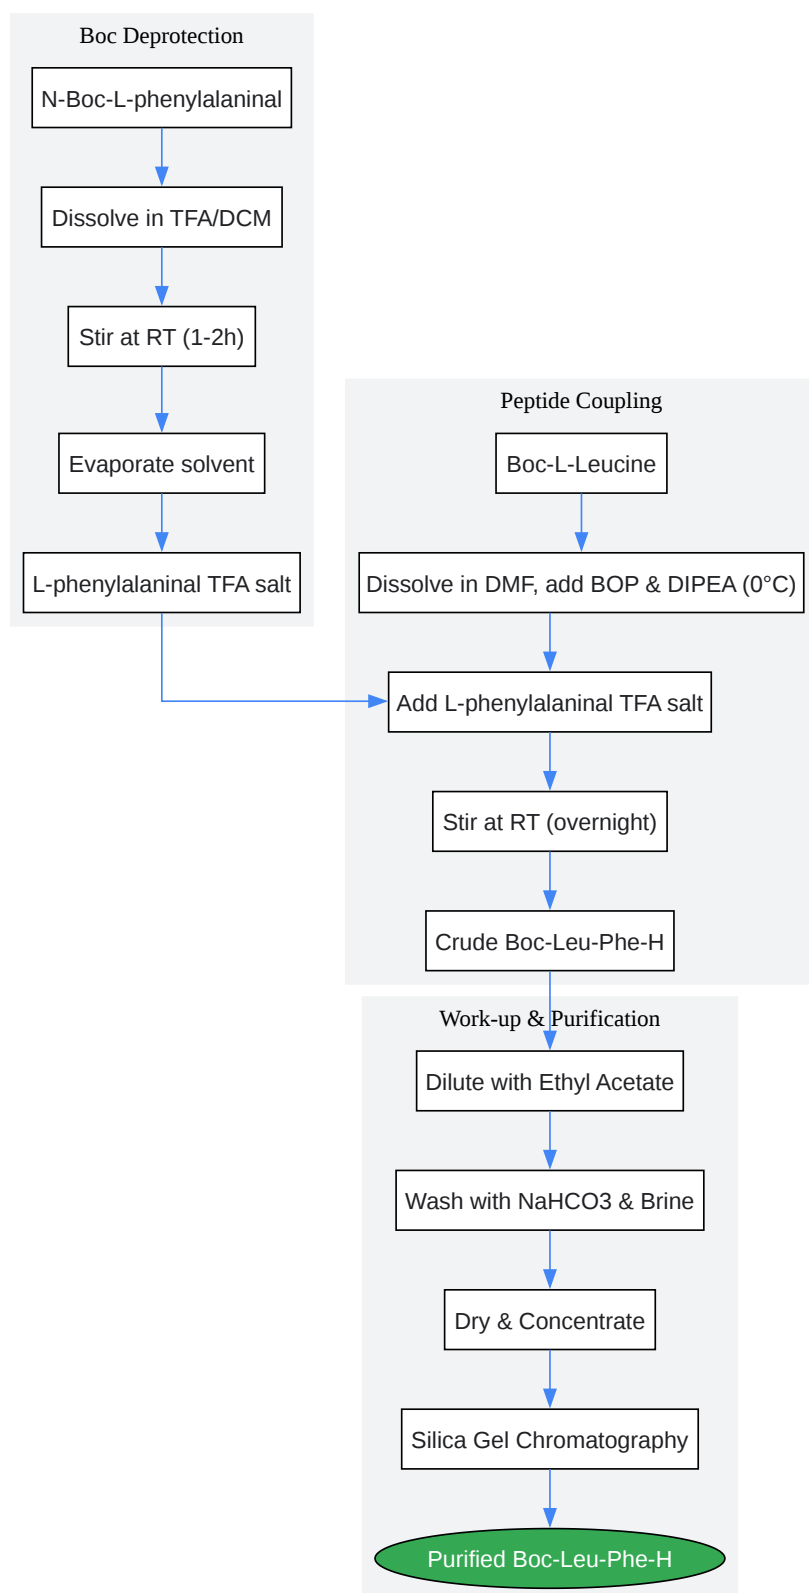 Boc Deprotection
N-Boc-L-phenylalaninal
Dissolve in TFA/DCM
Stir at RT (1-2h)
Evaporate solvent
L-phenylalaninal TFA salt
Peptide Coupling
Boc-L-Leucine
Dissolve in DMF, add BOP & DIPEA (0°C)
Add L-phenylalaninal TFA salt
Stir at RT (overnight)
Crude Boc-Leu-Phe-H
Work-up & Purification
Dilute with Ethyl Acetate
Wash with NaHCO3 & Brine
Dry & Concentrate
Silica Gel Chromatography
Purified Boc-Leu-Phe-H